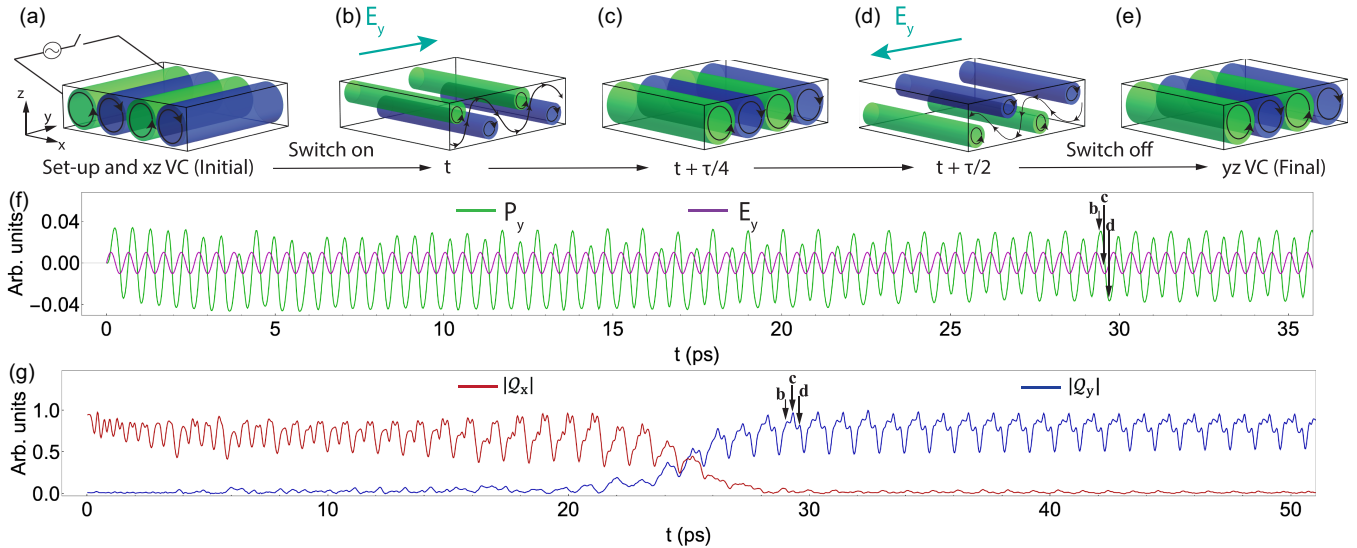 (a) (b) E_y (c) (d) E_y (e)
z
y
x
Set-up and xz VC (Initial) Switch on t t + τ/4 t + τ/2 Switch off yz VC (Final)
(f) P_y E_y b c d
Arb. units
0.04
0.00
−0.04
0 5 10 15 20 25 30 35
t (ps)
(g) |𝒬_x| |𝒬_y| b c d
Arb. units
1.0
0.5
0.0
0 10 20 30 40 50
t (ps)